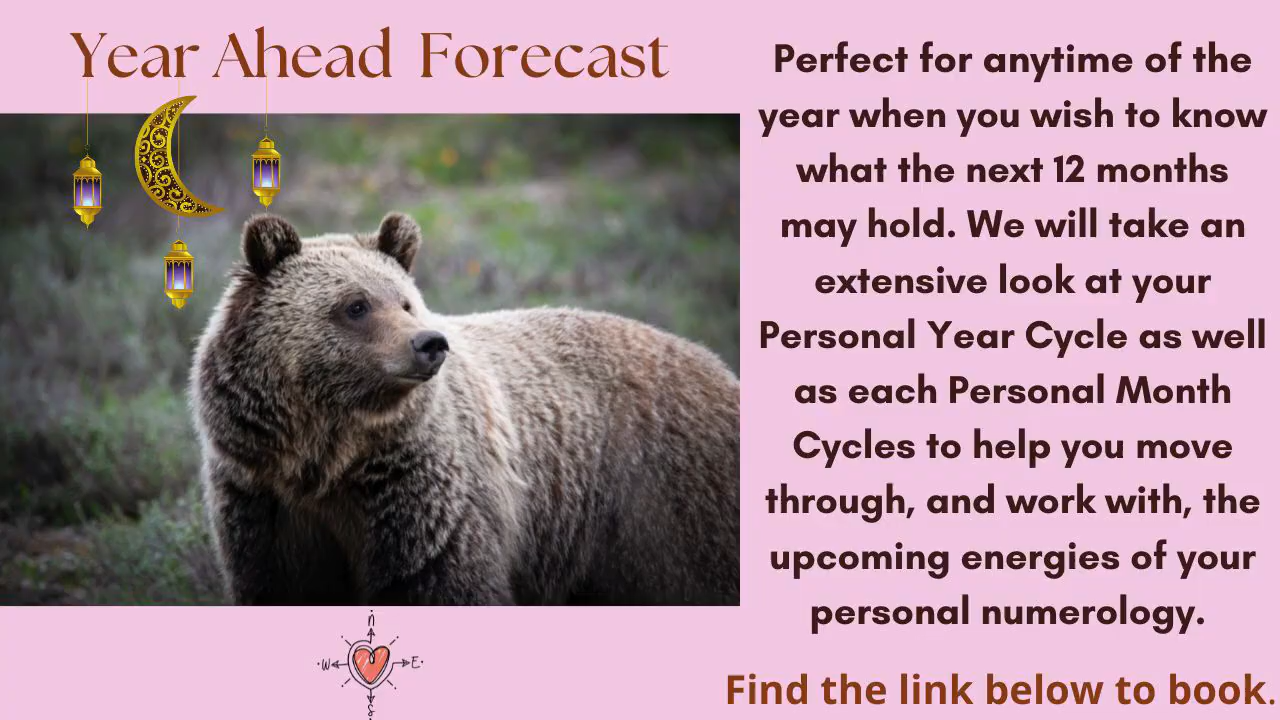 Year Ahead Forecast
Perfect for anytime of the
year when you wish to know
what the next 12 months
may hold. We will take an
extensive look at your
Personal Year Cycle as well
as each Personal Month
Cycles to help you move
through, and work with, the
upcoming energies of your
personal numerology.
n
W E
S
Find the link below to book.